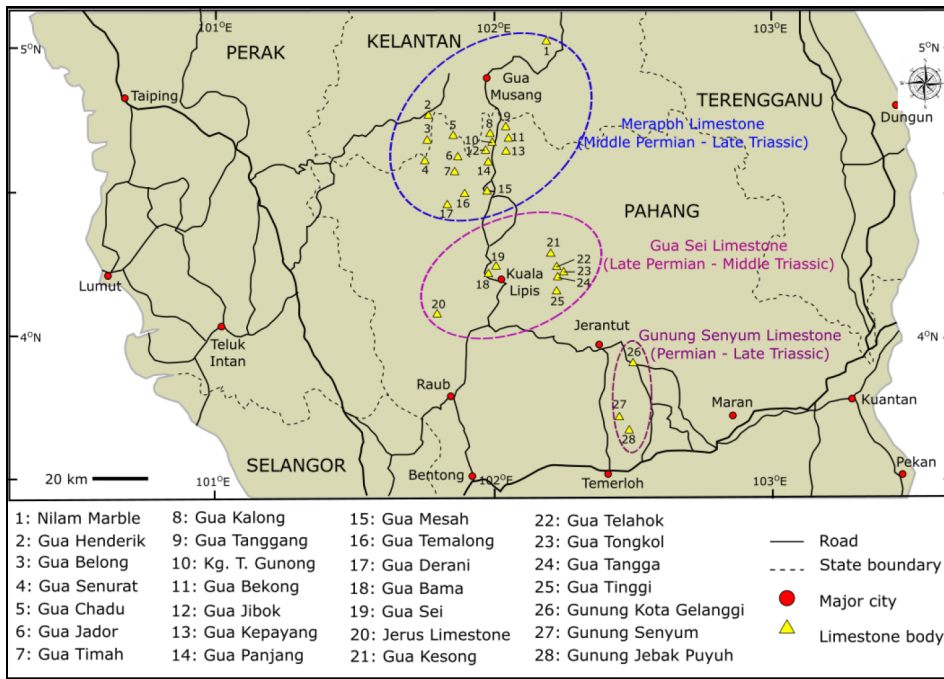 101°E
102°E
103°E
5°N
5°N
PERAK
KELANTAN
1
Gua
Musang
Taiping
TERENGGANU
Dungun
2
3
4
5
6
7
8
9
10
11
12
13
14
15
16
17
Merapoh Limestone
(Middle Permian - Late Triassic)
PAHANG
Gua Sei Limestone
(Late Permian - Middle Triassic)
18
19
20
21
22
23
24
25
Kuala
Lipis
Lumut
4°N
4°N
Teluk
Intan
Jerantut
Gunung Senyum Limestone
(Permian - Late Triassic)
26
27
28
Raub
Maran
Kuantan
SELANGOR
Bentong
Temerloh
Pekan
20 km
101°E
102°E
103°E
1: Nilam Marble
2: Gua Henderik
3: Gua Belong
4: Gua Senurat
5: Gua Chadu
6: Gua Jador
7: Gua Timah
8: Gua Kalong
9: Gua Tanggang
10: Kg. T. Gunong
11: Gua Bekong
12: Gua Jibok
13: Gua Kepayang
14: Gua Panjang
15: Gua Mesah
16: Gua Temalong
17: Gua Derani
18: Gua Bama
19: Gua Sei
20: Jerus Limestone
21: Gua Kesong
22: Gua Telahok
23: Gua Tongkol
24: Gua Tangga
25: Gua Tinggi
26: Gunung Kota Gelanggi
27: Gunung Senyum
28: Gunung Jebak Puyuh
Road
State boundary
Major city
Limestone body